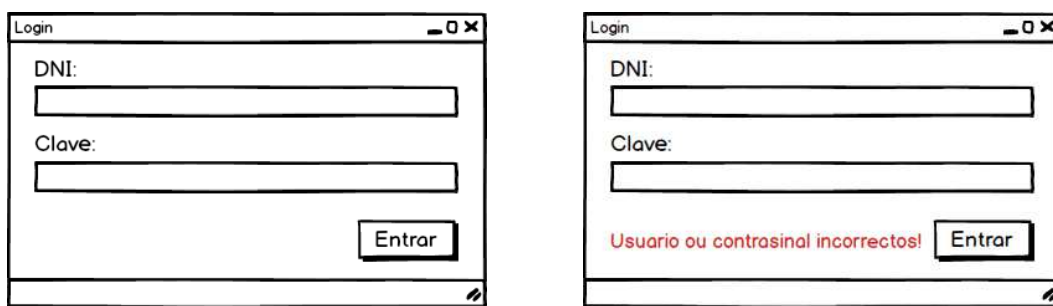 Login
DNI:
Clave:
Entrar
Login
DNI:
Clave:
Usuario ou contrasinal incorrectos!
Entrar